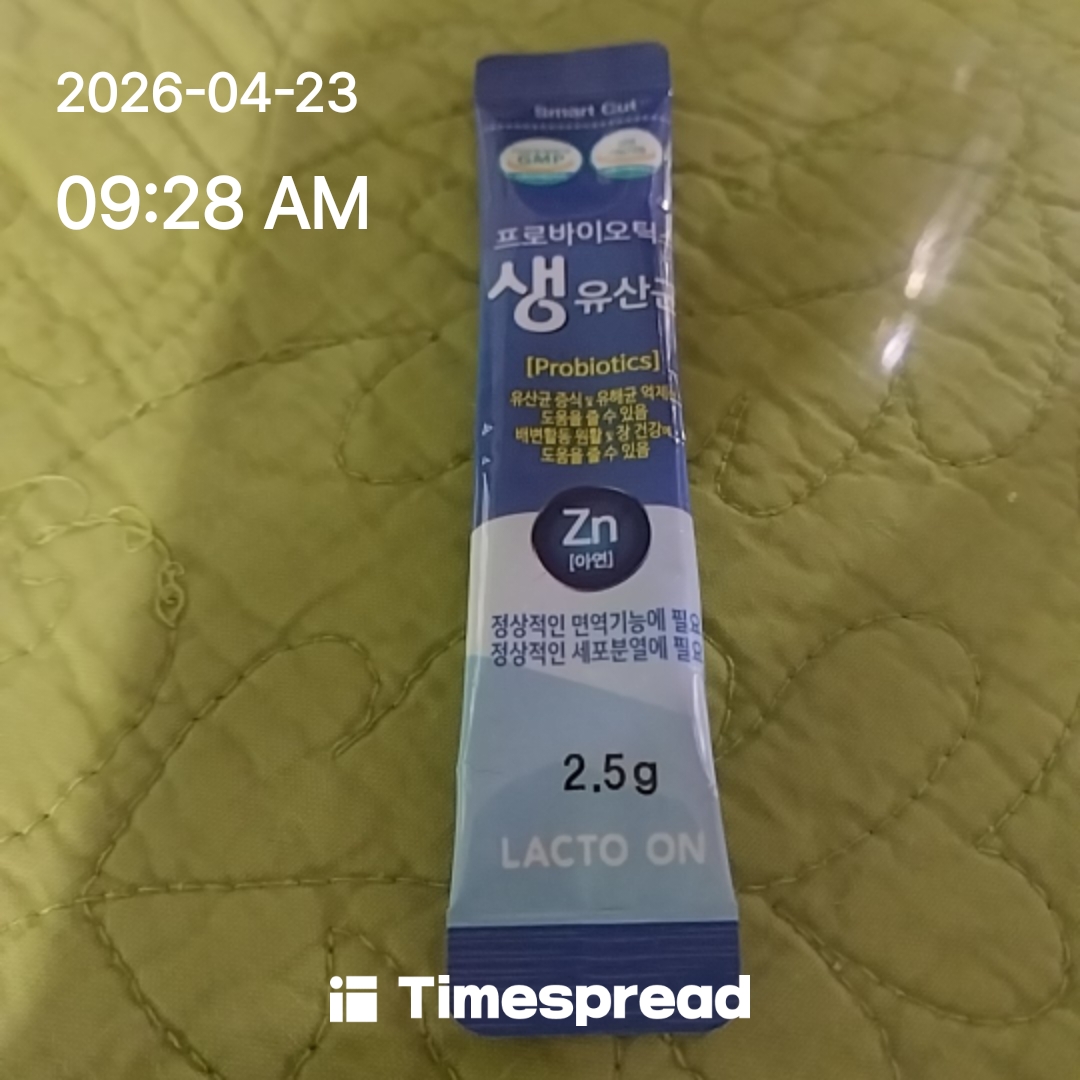 2026-04-23
09:28 AM
Smart Cut
GMP
프로바이오틱
생유산균
[Probiotics]
유산균 증식 및 유해균 억제
도움을 줄 수 있음
배변활동 원활 및 장 건강에
도움을 줄 수 있음
Zn
[아연]
정상적인 면역기능에 필요
정상적인 세포분열에 필요
2.5g
LACTO ON
Timespread